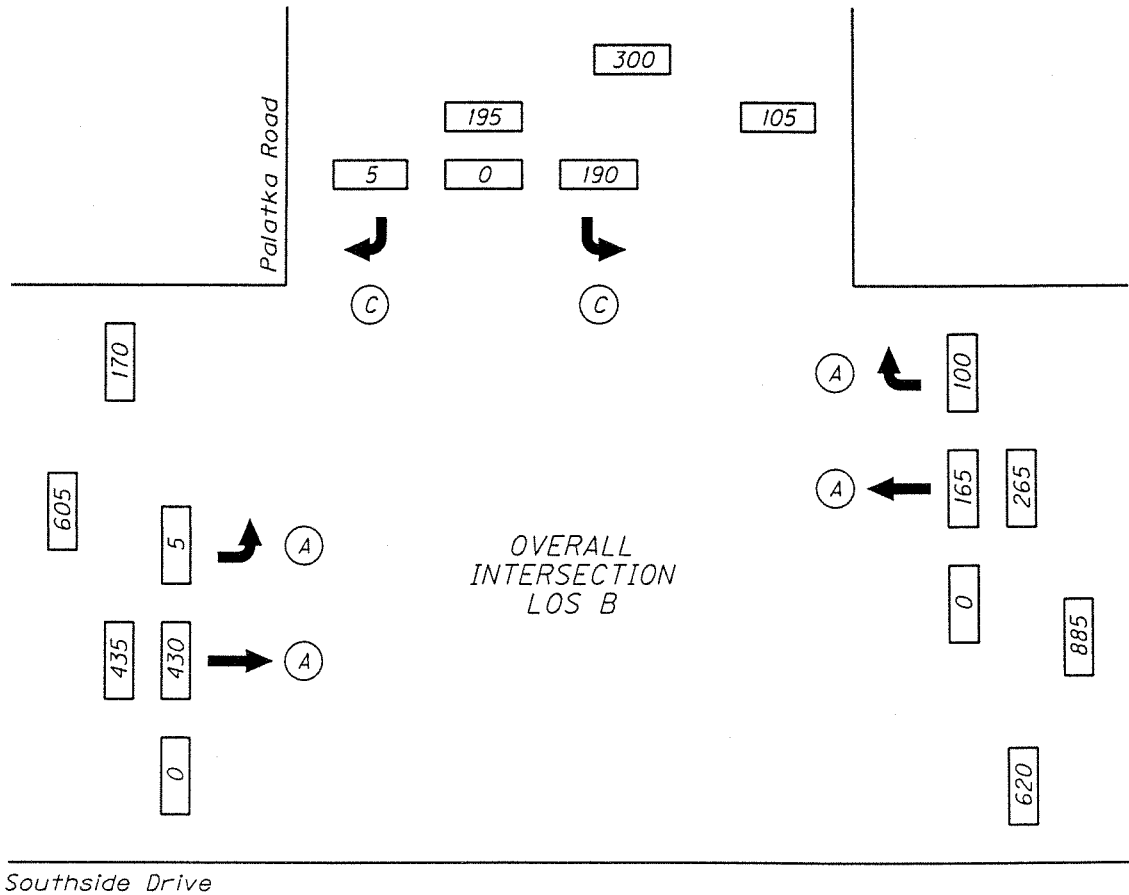 300
195
105
Palatka Road
5
0
190
C
C
170
A
100
605
5
A
A
165
265
OVERALL
INTERSECTION
LOS B
0
435
430
A
885
0
620
Southside Drive